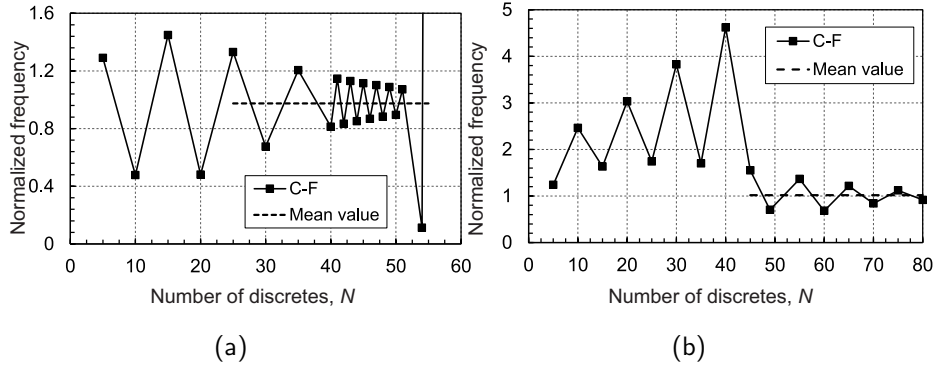 1.6
1.2
0.8
0.4
0
Normalized frequency
C-F
Mean value
0 10 20 30 40 50 60
Number of discretes, N
(a)
5
4
3
2
1
0
Normalized frequency
C-F
Mean value
0 10 20 30 40 50 60 70 80
Number of discretes, N
(b)